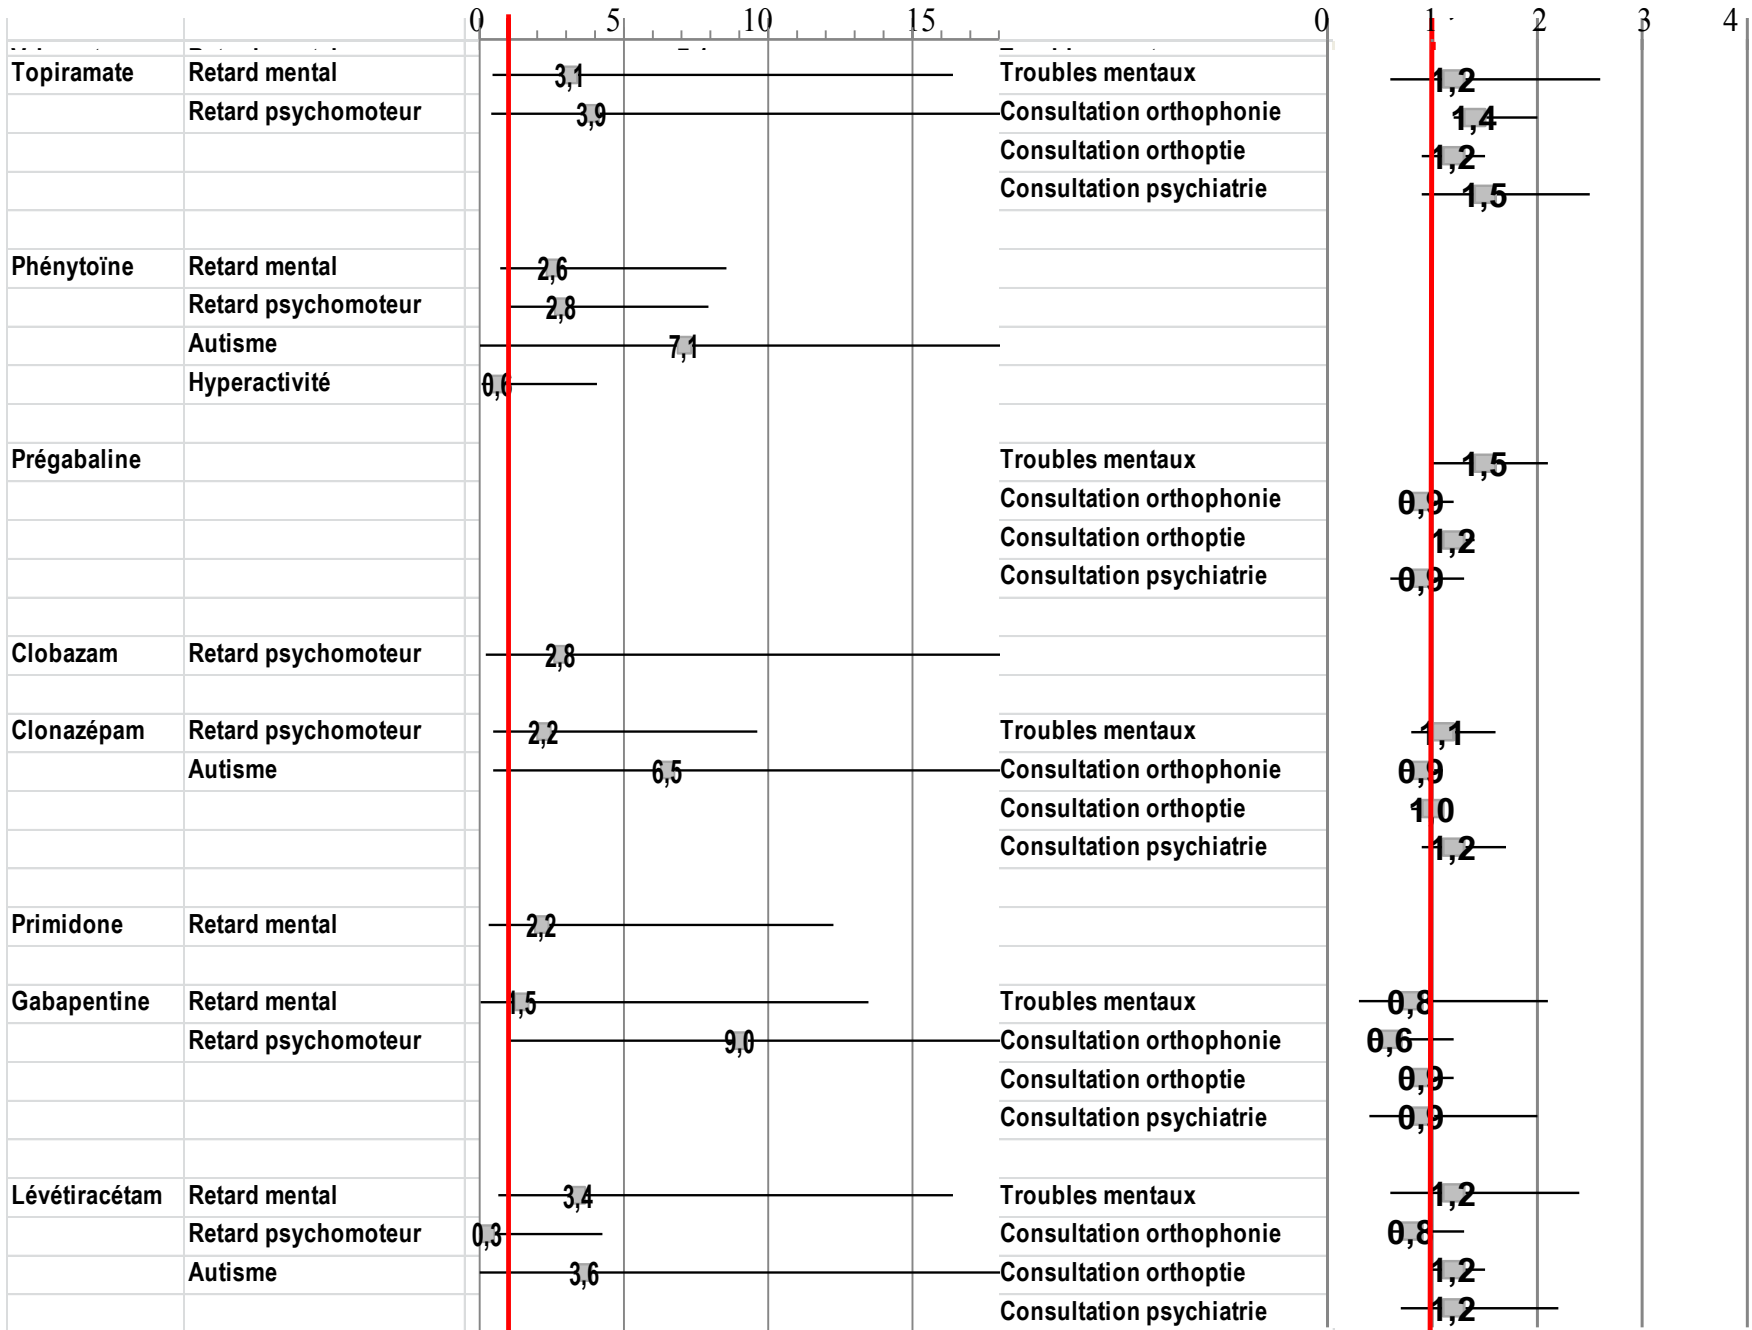 0 5 10 15 0 1 2 3 4
Topiramate Retard mental 3,1 Troubles mentaux 1,2
Retard psychomoteur 3,9 Consultation orthophonie 1,4
Consultation orthoptie 1,2
Consultation psychiatrie 1,5
Phénytoïne Retard mental 2,6
Retard psychomoteur 2,8
Autisme 7,1
Hyperactivité 0,6
Prégabaline Troubles mentaux 1,5
Consultation orthophonie 0,9
Consultation orthoptie 1,2
Consultation psychiatrie 0,9
Clobazam Retard psychomoteur 2,8
Clonazépam Retard psychomoteur 2,2 Troubles mentaux 1,1
Autisme 6,5 Consultation orthophonie 0,9
Consultation orthoptie 1,0
Consultation psychiatrie 1,2
Primidone Retard mental 2,2
Gabapentine Retard mental 1,5 Troubles mentaux 0,8
Retard psychomoteur 9,0 Consultation orthophonie 0,6
Consultation orthoptie 0,9
Consultation psychiatrie 0,9
Lévétiracétam Retard mental 3,4 Troubles mentaux 1,2
Retard psychomoteur 0,3 Consultation orthophonie 0,8
Autisme 3,6 Consultation orthoptie 1,2
Consultation psychiatrie 1,2